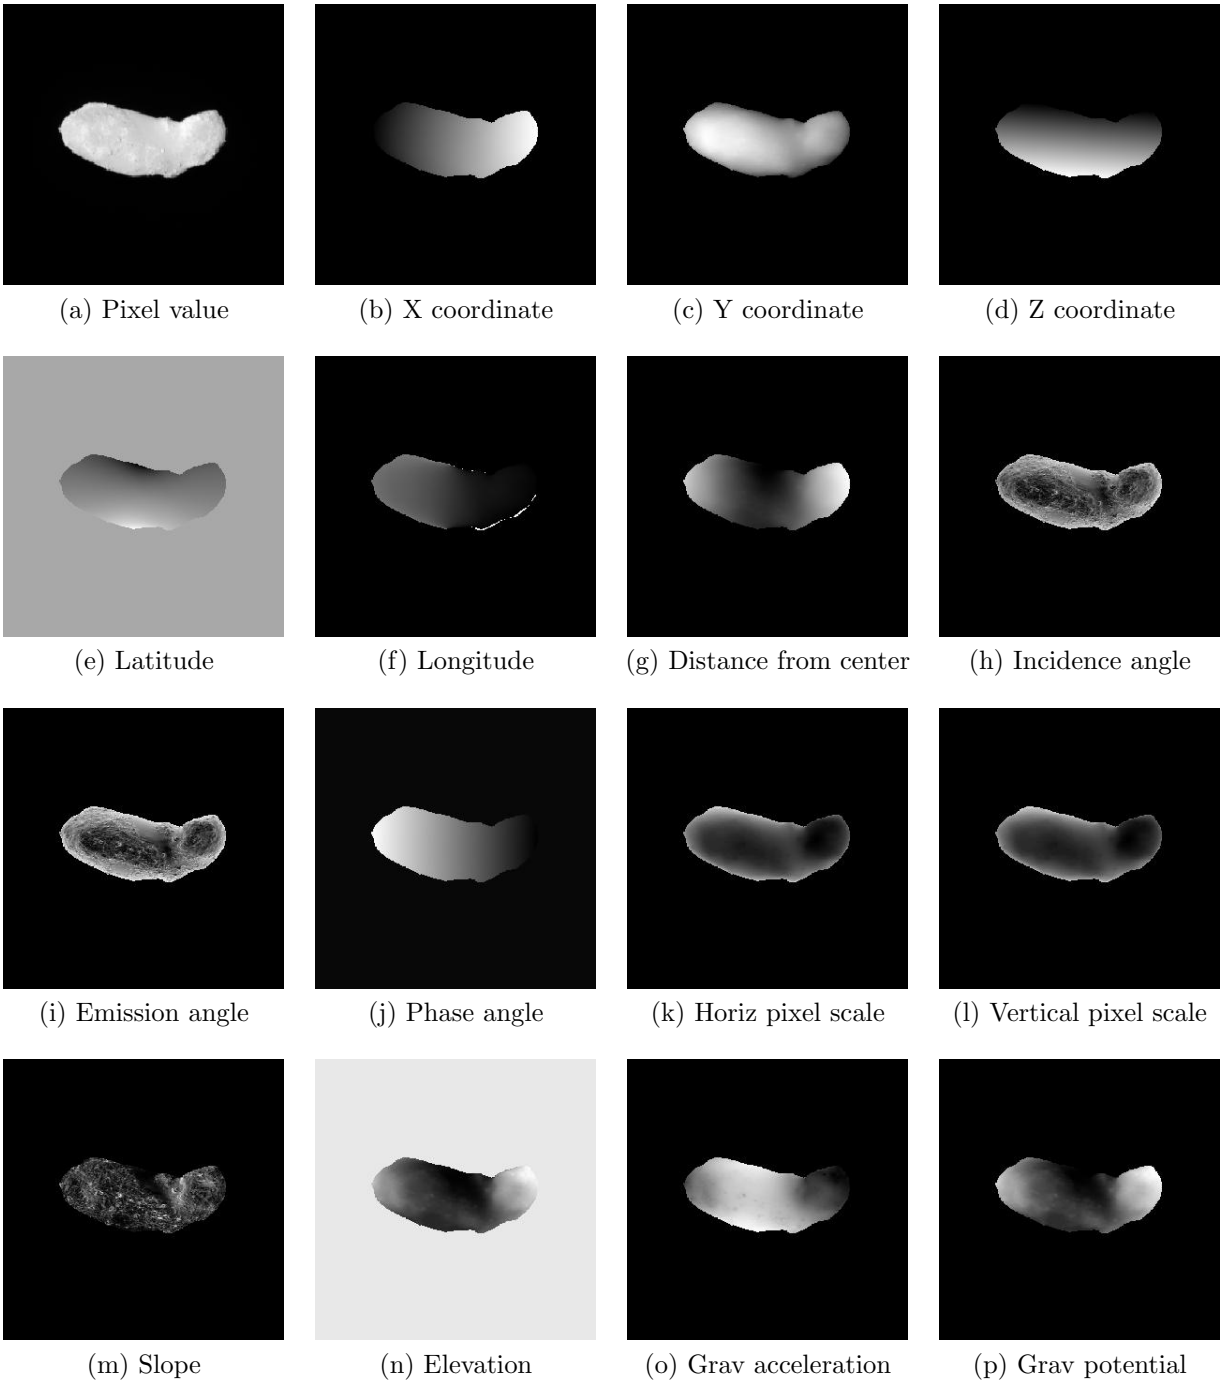 (a) Pixel value
(b) X coordinate
(c) Y coordinate
(d) Z coordinate
(e) Latitude
(f) Longitude
(g) Distance from center
(h) Incidence angle
(i) Emission angle
(j) Phase angle
(k) Horiz pixel scale
(l) Vertical pixel scale
(m) Slope
(n) Elevation
(o) Grav acceleration
(p) Grav potential